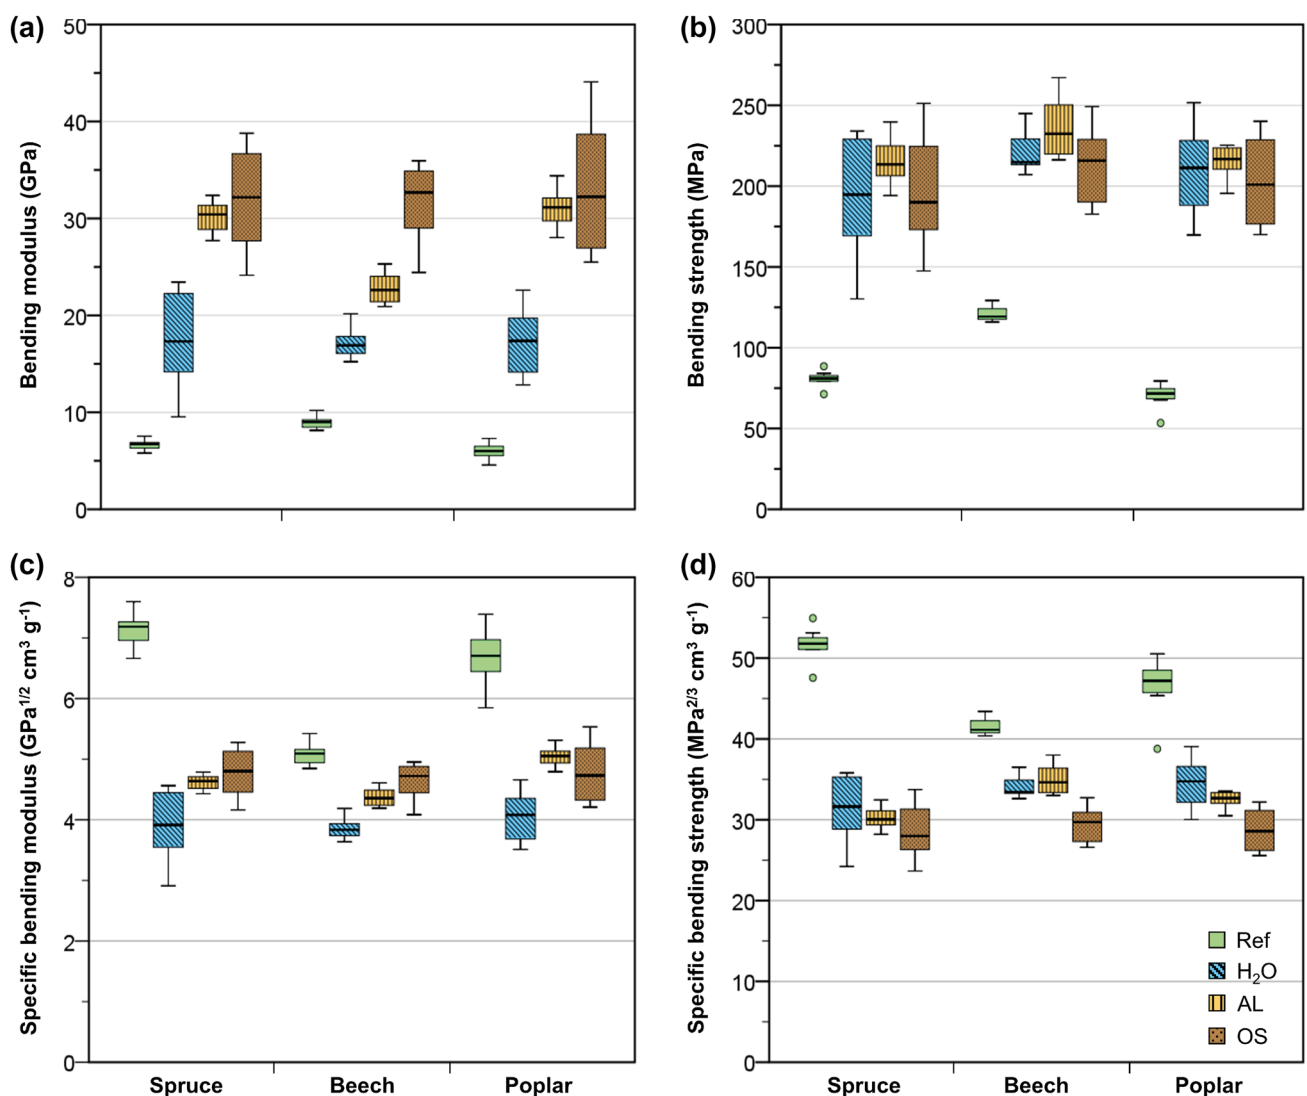 (a)
Bending modulus (GPa)
50
40
30
20
10
0
(b)
Bending strength (MPa)
300
250
200
150
100
50
0
(c)
Specific bending modulus (GPa1/2 cm3 g-1)
8
6
4
2
0
Spruce Beech Poplar
(d)
Specific bending strength (MPa2/3 cm3 g-1)
60
50
40
30
20
10
0
Ref
H2O
AL
OS
Spruce Beech Poplar